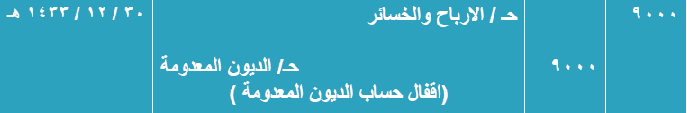 ٩٠٠٠ حـ / الارباح والخسائر ٣٠ / ١٢ / ١٤٣٣ هـ
٩٠٠٠ حـ/ الديون المعدومة
(اقفال حساب الديون المعدومة )